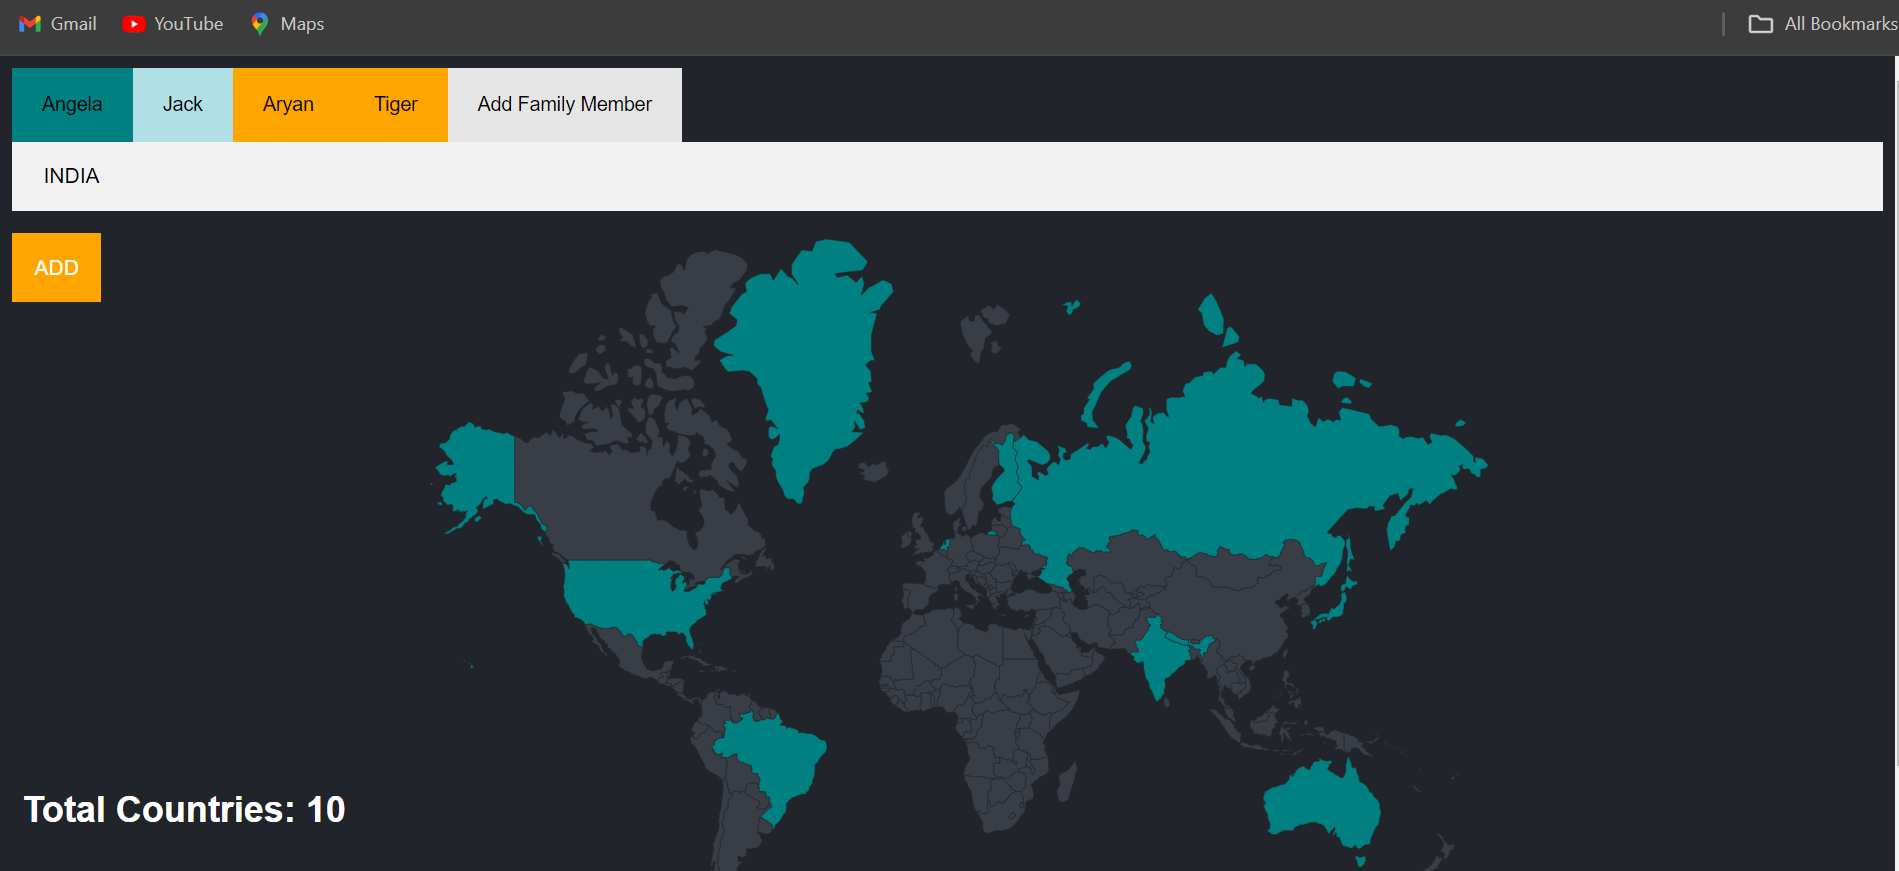 Gmail YouTube Maps All Bookmarks
Angela Jack Aryan Tiger Add Family Member
INDIA
ADD
Total Countries: 10